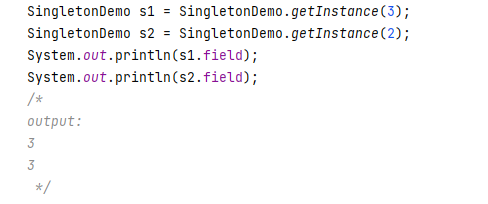 SingletonDemo s1 = SingletonDemo.getInstance(3);
SingletonDemo s2 = SingletonDemo.getInstance(2);
System.out.println(s1.field);
System.out.println(s2.field);
/*
output:
3
3
*/